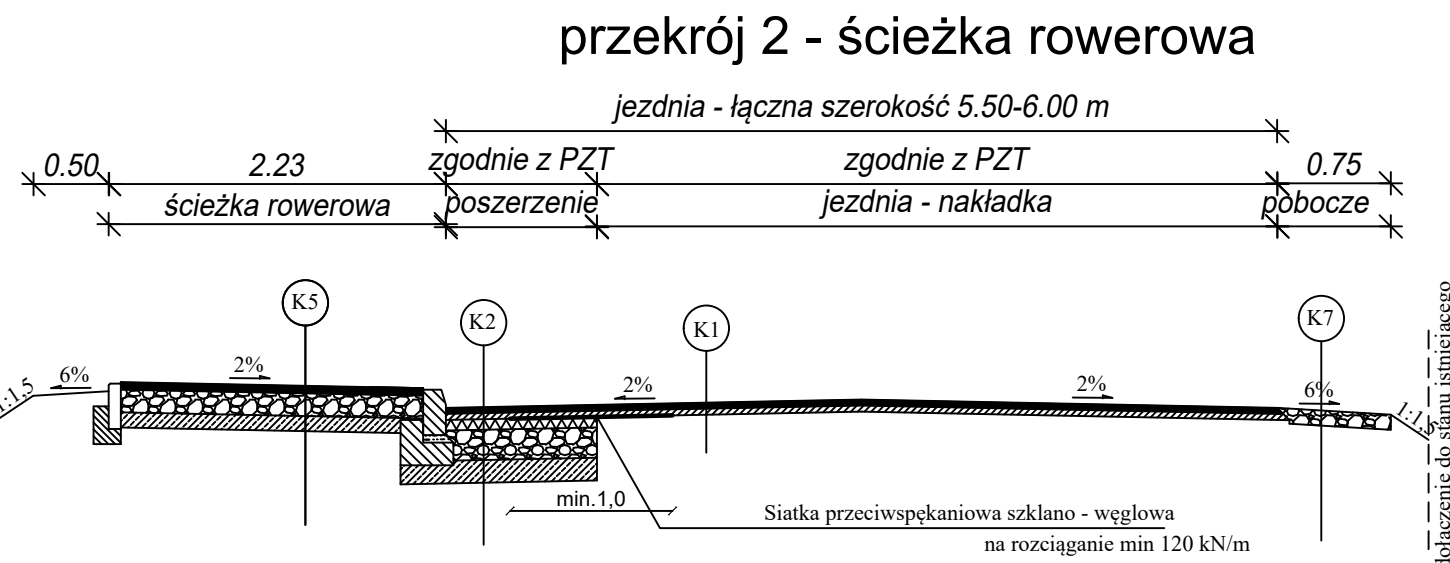 przekrój 2 - ścieżka rowerowa
jezdnia - łączna szerokość 5.50-6.00 m
0.50 2.23 zgodnie z PZT zgodnie z PZT 0.75
ścieżka rowerowa poszerzenie jezdnia - nakładka pobocze
K5 K2 K1 K7
1:1,5 6% 2% 2% 2% 6% 1:1,5
min.1,0
Siatka przeciwspękaniowa szklano - węglowa
na rozciąganie min 120 kN/m
dołączenie do stanu istniejącego